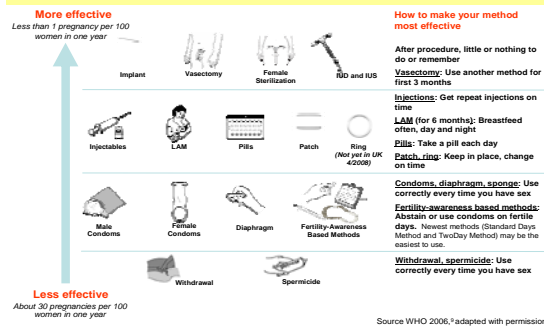 More effective
Less than 1 pregnancy per 100
women in one year
How to make your method
most effective
After procedure, little or nothing to
do or remember
Vasectomy: Use another method for
first 3 months
Implant
Vasectomy
Female
Sterilization
IUD and IUS
Injections: Get repeat injections on
time
LAM (for 6 months): Breastfeed
often, day and night
Pills: Take a pill each day
Patch, ring: Keep in place, change
on time
Injectables
LAM
Pills
Patch
Ring
(Not yet in UK
4/2008)
Condoms, diaphragm, sponge: Use
correctly every time you have sex
Fertility-awareness based methods:
Abstain or use condoms on fertile
days. Newest methods (Standard Days
Method and TwoDay Method) may be the
easiest to use.
Male
Condoms
Female
Condoms
Diaphragm
Fertility-Awareness
Based Methods
Withdrawal, spermicide: Use
correctly every time you have sex
Withdrawal
Spermicide
Less effective
About 30 pregnancies per 100
women in one year
Source WHO 2006,⁹ adapted with permission